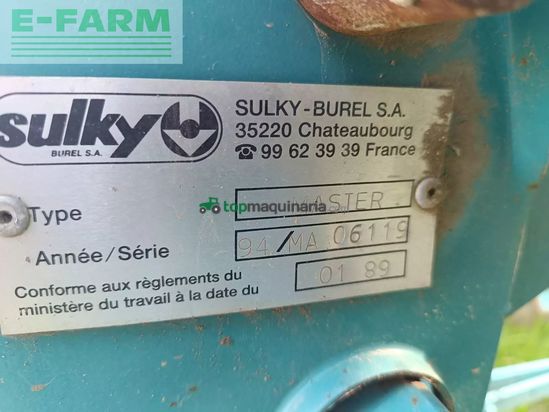 E-FARM
sulky
BUREL S.A.
SULKY-BUREL S.A.
35220 Chateaubourg
☎ 99 62 39 39 France
Type
ASTER
topmaquinaria.com
Année/Série 94/MA 06119
Conforme aux règlements du
ministère du travail à la date du 01 89